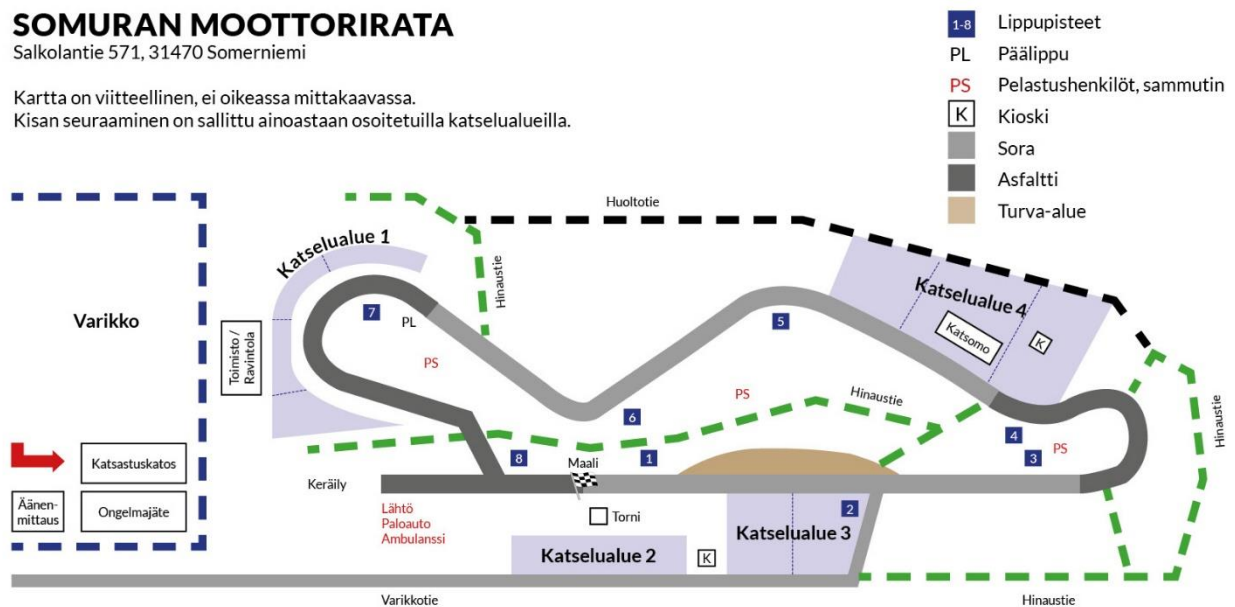 SOMURAN MOOTTORIRATA
Salkolantie 571, 31470 Somerniemi
Kartta on viitteellinen, ei oikeassa mittakaavassa.
Kisan seuraaminen on sallittu ainoastaan osoitetuilla katselualueilla.
1-8 Lippupisteet
PL Päälippu
PS Pelastushenkilöt, sammutin
K Kioski
Sora
Asfaltti
Turva-alue
Huoltotie
Katselualue 1
Hinaustie
Varikko
Toimisto /
Ravintola
7
PL
PS
5
Katselualue 4
Katsomo
K
PS
Hinaustie
6
Hinaustie
4
3
PS
Katsastuskatos
Äänen-
mittaus
Ongelmajäte
Keräily
8
Maali
1
Lähtö
Paloauto
Ambulanssi
Torni
2
Katselualue 2
K
Katselualue 3
Varikkotie
Hinaustie